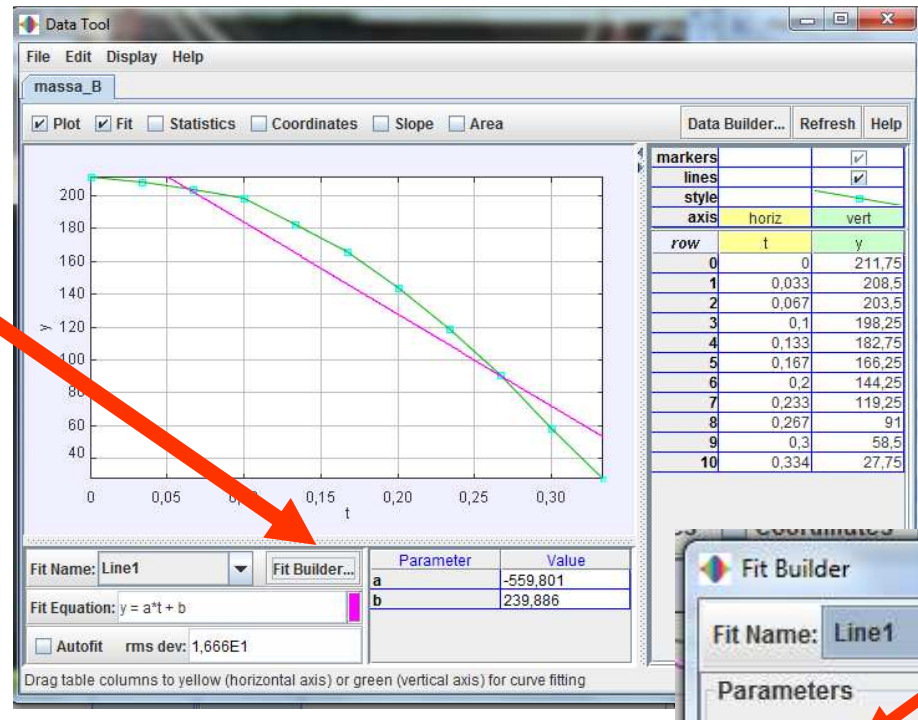 Data Tool
File Edit Display Help
massa_B
Plot Fit Statistics Coordinates Slope Area Data Builder... Refresh Help
markers
lines
style
axis horiz vert
row t y
0 0 211,75
1 0,033 208,5
2 0,067 203,5
3 0,1 198,25
4 0,133 182,75
5 0,167 166,25
6 0,2 144,25
7 0,233 119,25
8 0,267 91
9 0,3 58,5
10 0,334 27,75
200
180
160
140
120
100
80
60
40
y
0 0,05 0,15 0,20 0,25 0,30
t
Fit Name: Line1 Fit Builder...
Fit Equation: y = a*t + b
Autofit rms dev: 1,666E1
Parameter Value
a -559,801
b 239,886
Drag table columns to yellow (horizontal axis) or green (vertical axis) for curve fitting
Coordinates
Fit Builder
Fit Name: Line1
Parameters